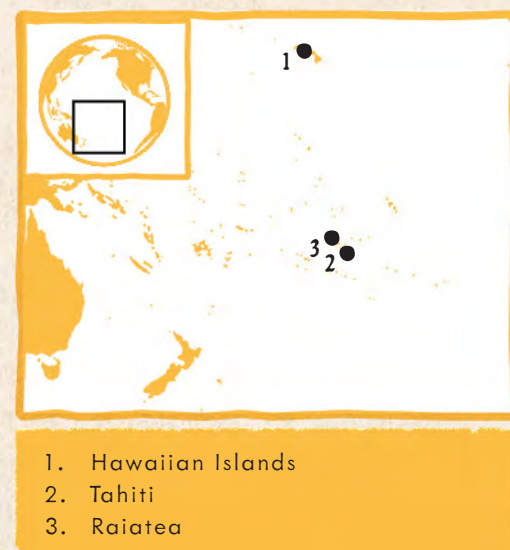 1
3
2
1. Hawaiian Islands
2. Tahiti
3. Raiatea